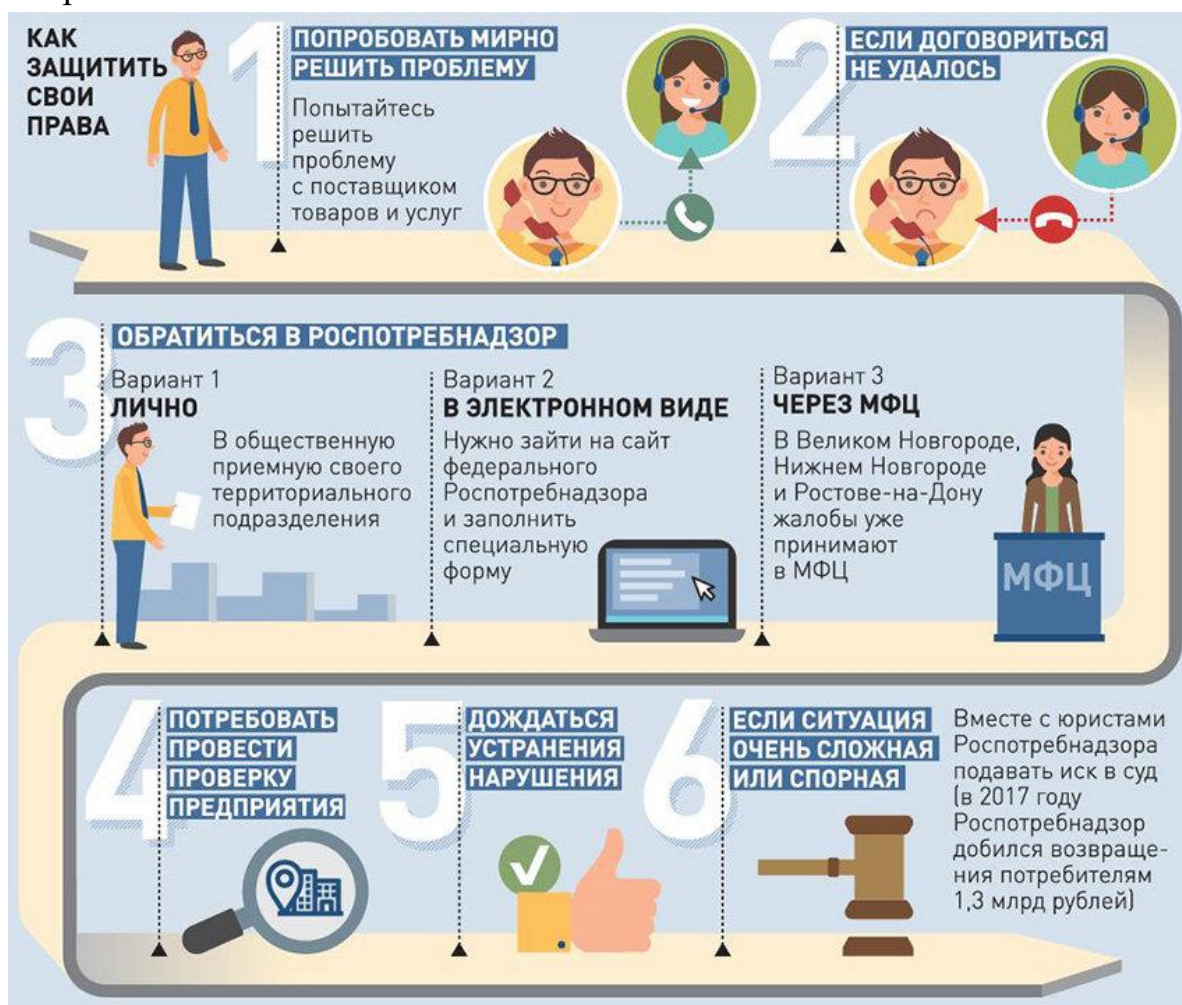 КАК
ЗАЩИТИТЬ
СВОИ
ПРАВА
1
ПОПРОБОВАТЬ МИРНО
РЕШИТЬ ПРОБЛЕМУ
Попытайтесь
решить
проблему
с поставщиком
товаров и услуг
2
ЕСЛИ ДОГОВОРИТЬСЯ
НЕ УДАЛОСЬ
3
ОБРАТИТЬСЯ В РОСПОТРЕБНАДЗОР
Вариант 1
ЛИЧНО
В общественную
приемную своего
территориального
подразделения
Вариант 2
В ЭЛЕКТРОННОМ ВИДЕ
Нужно зайти на сайт
федерального
Роспотребнадзора
и заполнить
специальную
форму
Вариант 3
ЧЕРЕЗ МФЦ
В Великом Новгороде,
Нижнем Новгороде
и Ростове-на-Дону
жалобы уже
принимают
в МФЦ
МФЦ
4
ПОТРЕБОВАТЬ
ПРОВЕСТИ
ПРОВЕРКУ
ПРЕДПРИЯТИЯ
5
ДОЖДАТЬСЯ
УСТРАНЕНИЯ
НАРУШЕНИЯ
6
ЕСЛИ СИТУАЦИЯ
ОЧЕНЬ СЛОЖНАЯ
ИЛИ СПОРНАЯ
Вместе с юристами
Роспотребнадзора
подавать иск в суд
(в 2017 году
Роспотребнадзор
добился возвраще-
ния потребителям
1,3 млрд рублей)